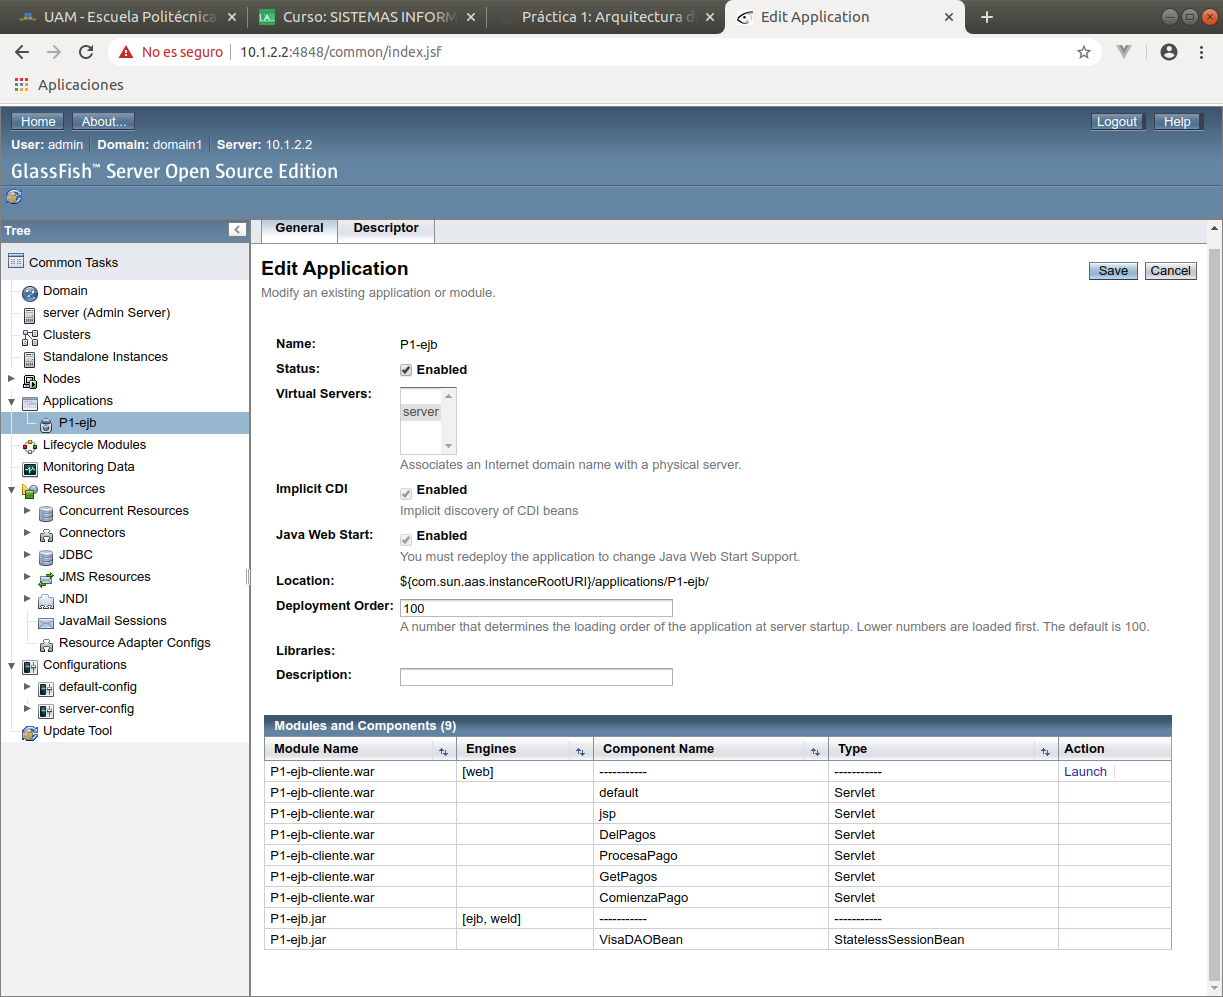 UAM - Escuela Politécnica
Curso: SISTEMAS INFORM
Práctica 1: Arquitectura d
Edit Application
No es seguro
10.1.2.2:4848/common/index.jsf
Aplicaciones
Home
About...
Logout
Help
User: admin Domain: domain1 Server: 10.1.2.2
GlassFish™ Server Open Source Edition
Tree
Common Tasks
Domain
server (Admin Server)
Clusters
Standalone Instances
Nodes
Applications
P1-ejb
Lifecycle Modules
Monitoring Data
Resources
Concurrent Resources
Connectors
JDBC
JMS Resources
JNDI
JavaMail Sessions
Resource Adapter Configs
Configurations
default-config
server-config
Update Tool
General
Descriptor
Edit Application
Save
Cancel
Modify an existing application or module.
Name: P1-ejb
Status: Enabled
Virtual Servers: server
Associates an Internet domain name with a physical server.
Implicit CDI Enabled
Implicit discovery of CDI beans
Java Web Start: Enabled
You must redeploy the application to change Java Web Start Support.
Location: ${com.sun.aas.instanceRootURI}/applications/P1-ejb/
Deployment Order: 100
A number that determines the loading order of the application at server startup. Lower numbers are loaded first. The default is 100.
Libraries:
Description:
Modules and Components (9)
Module Name Engines Component Name Type Action
P1-ejb-cliente.war [web] ----------- ----------- Launch
P1-ejb-cliente.war default Servlet
P1-ejb-cliente.war jsp Servlet
P1-ejb-cliente.war DelPagos Servlet
P1-ejb-cliente.war ProcesaPago Servlet
P1-ejb-cliente.war GetPagos Servlet
P1-ejb-cliente.war ComienzaPago Servlet
P1-ejb.jar [ejb, weld] ----------- -----------
P1-ejb.jar VisaDAOBean StatelessSessionBean